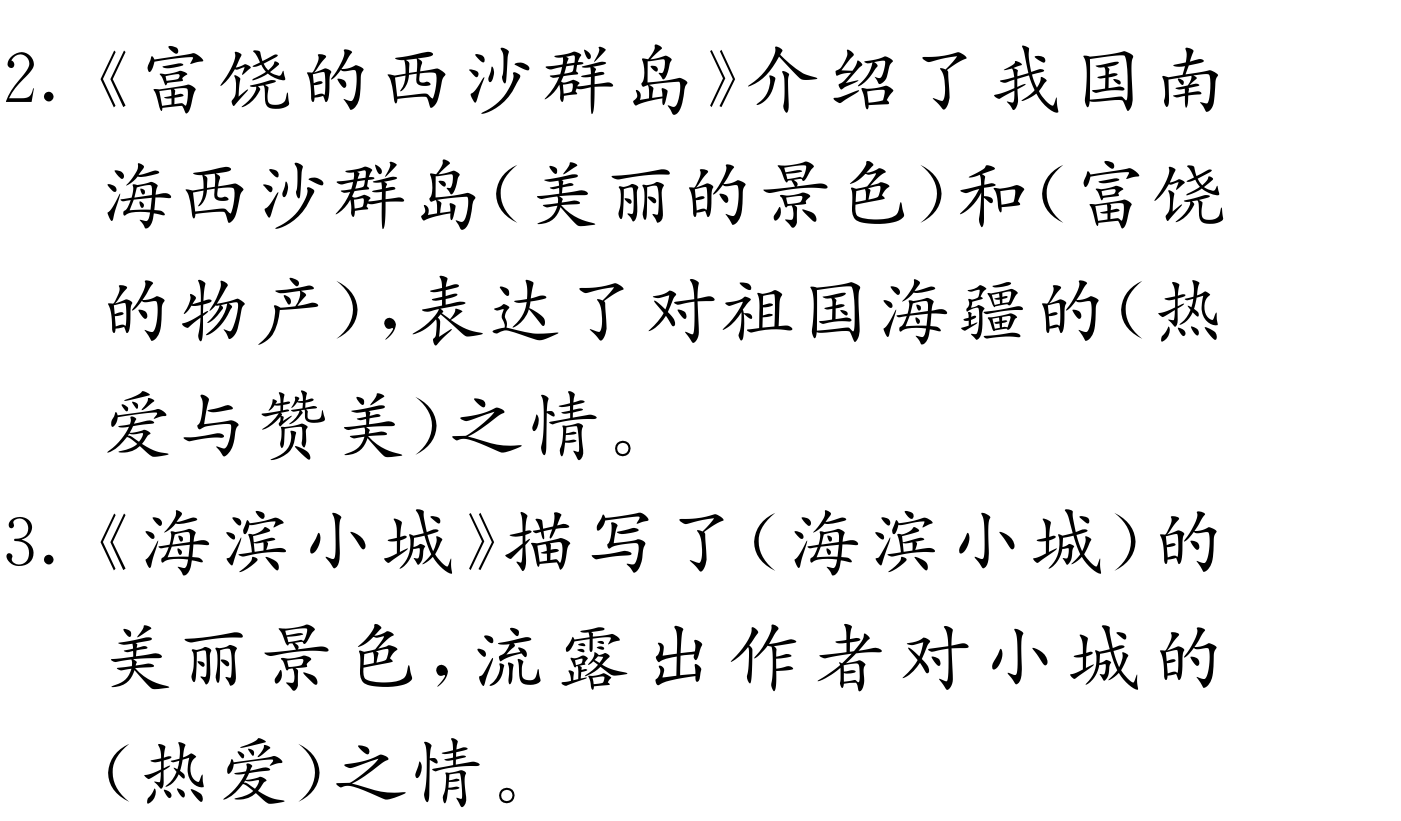 2.《富饶的西沙群岛》介绍了我国南
海西沙群岛(美丽的景色)和(富饶
的物产),表达了对祖国海疆的(热
爱与赞美)之情。
3.《海滨小城》描写了(海滨小城)的
美丽景色,流露出作者对小城的
(热爱)之情。